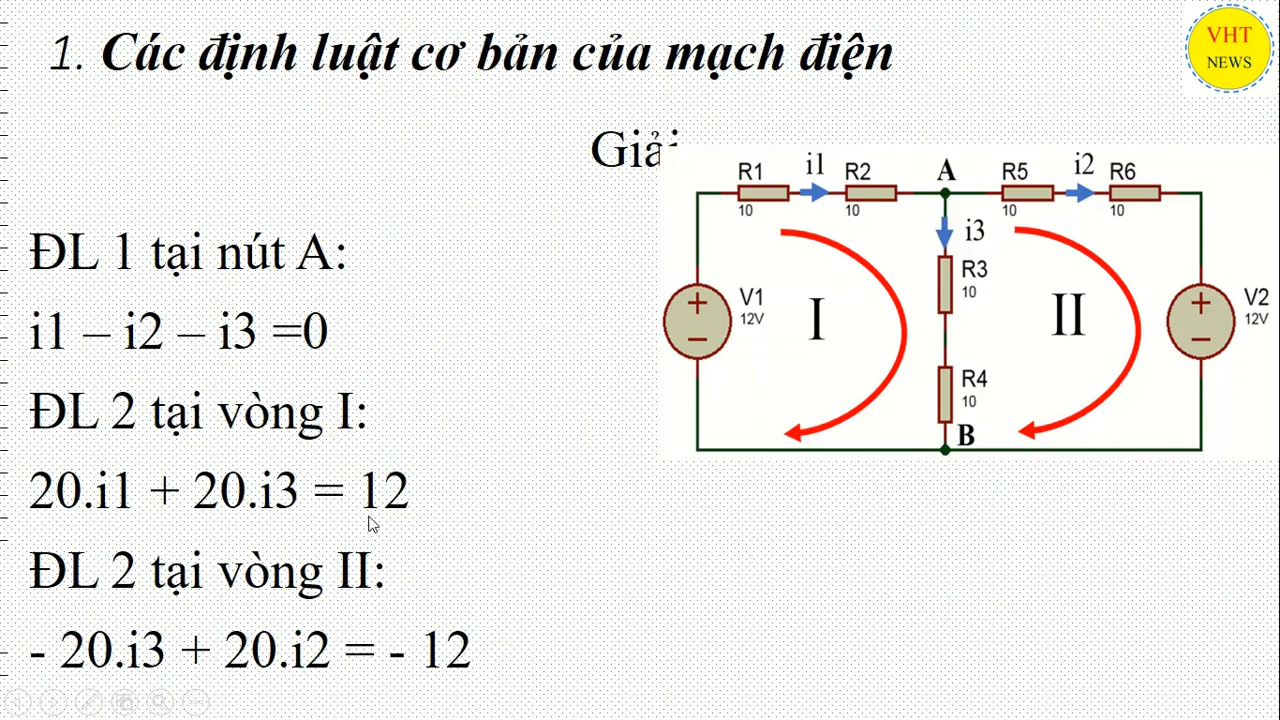 1. Các định luật cơ bản của mạch điện
VHT
NEWS
Giải
ĐL 1 tại nút A:
i1 – i2 – i3 =0
ĐL 2 tại vòng I:
20.i1 + 20.i3 = 12
ĐL 2 tại vòng II:
- 20.i3 + 20.i2 = - 12
R1 i1 R2 A R5 i2 R6
10 10 10 10
i3
R3
10
V1
12V
I
II
V2
12V
R4
10
B